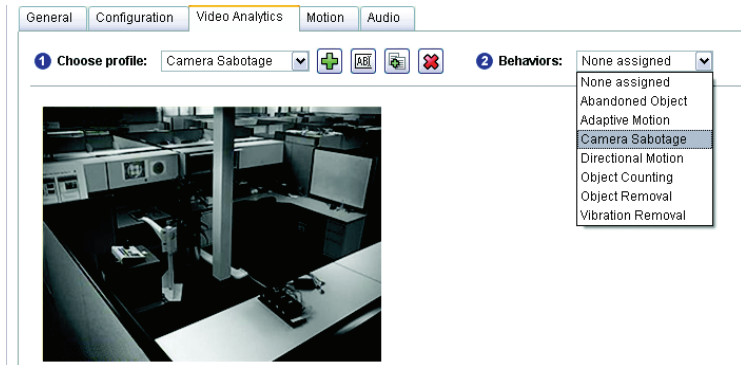 General Configuration Video Analytics Motion Audio
1 Choose profile: Camera Sabotage ABI 2 Behaviors: None assigned
None assigned
Abandoned Object
Adaptive Motion
Camera Sabotage
Directional Motion
Object Counting
Object Removal
Vibration Removal